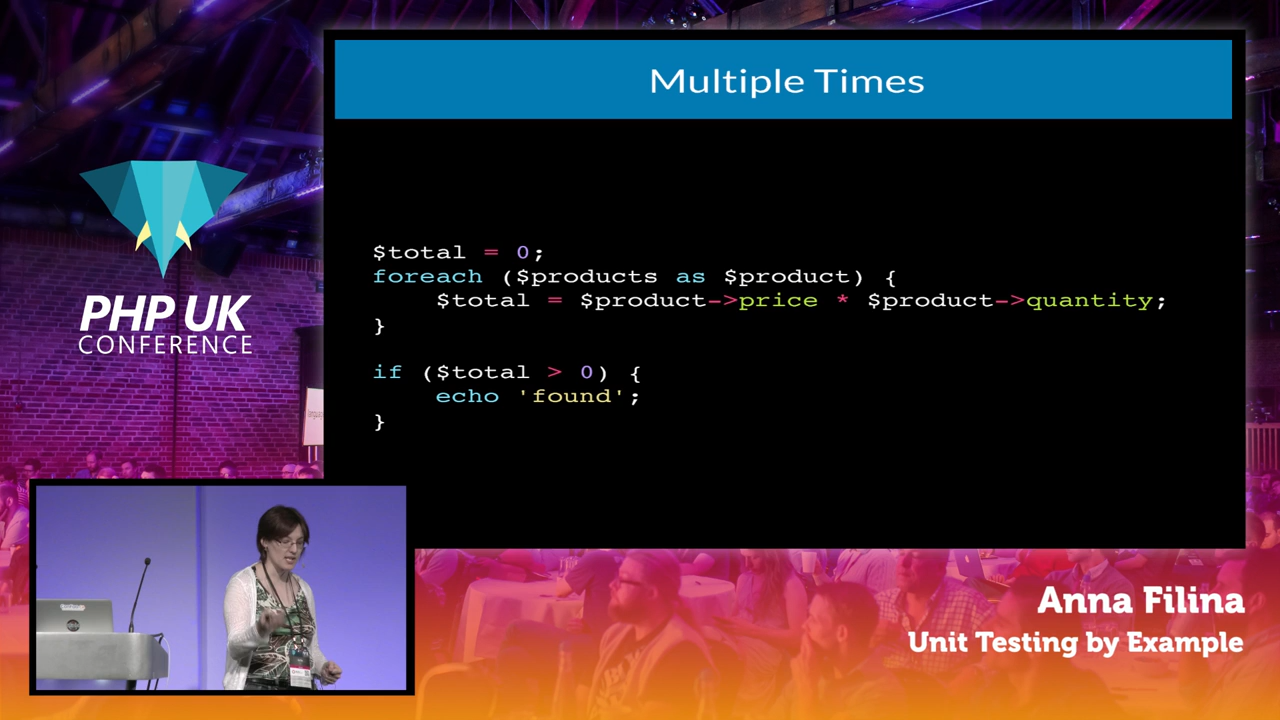 Multiple Times
$total = 0;
foreach ($products as $product) {
    $total = $product->price * $product->quantity;
}
if ($total > 0) {
    echo 'found';
}
PHP UK
CONFERENCE
Anna Filina
Unit Testing by Example